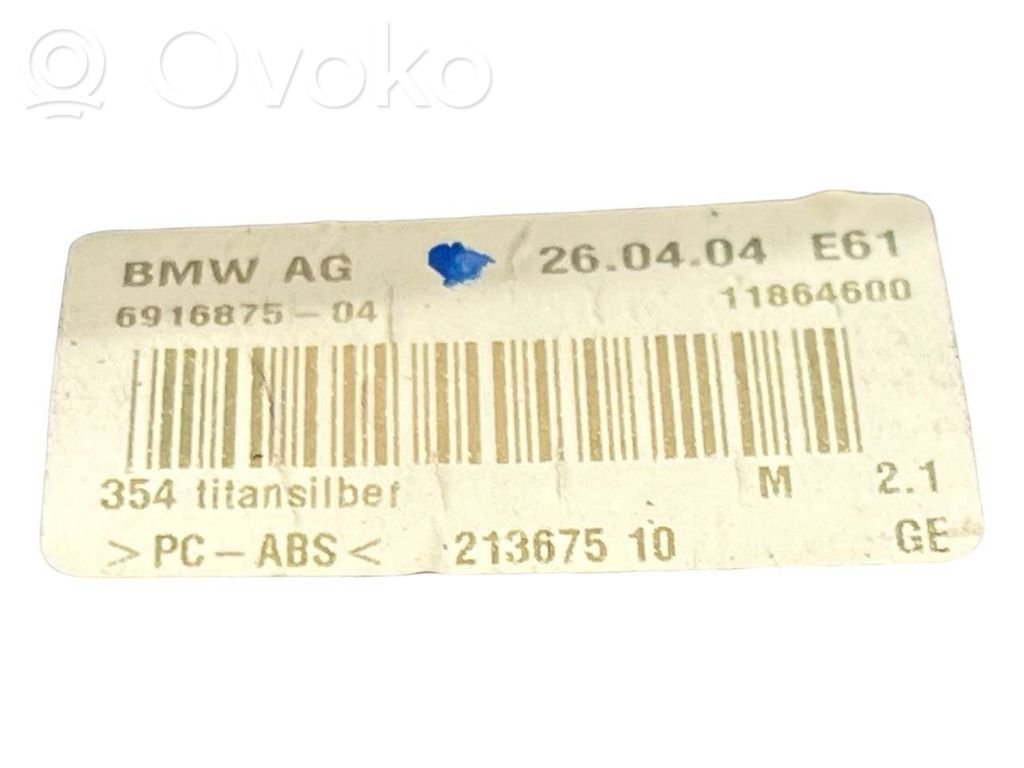 Ovoko
BMW AG 26.04.04 E61
6916875-04 11864600
354 titansilber M 2.1
>PC-ABS< 213675 10 GE